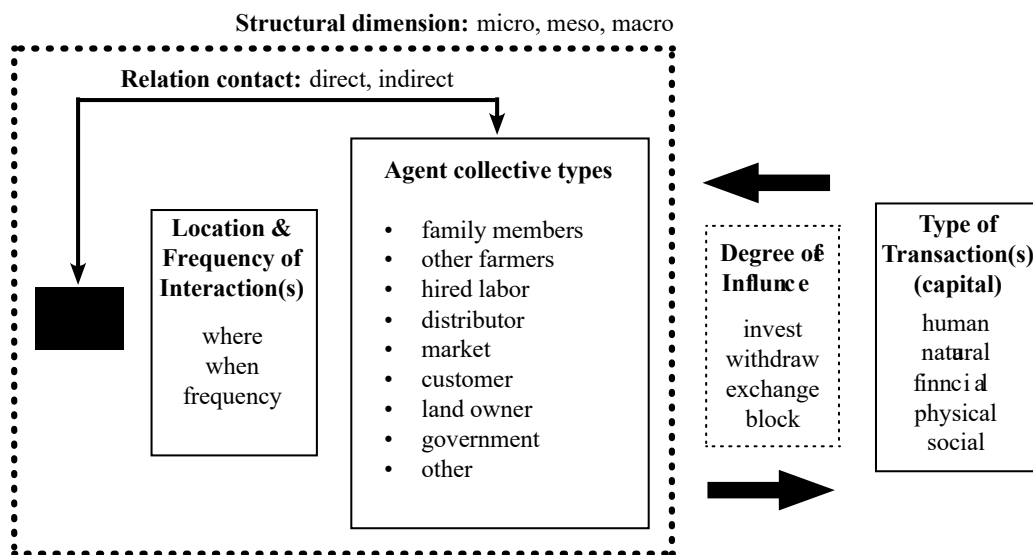 Structural dimension: micro, meso, macro
Relation contact: direct, indirect
Location &
Frequency of
Interaction(s)
where
when
frequency
Agent collective types
• family members
• other farmers
• hired labor
• distributor
• market
• customer
• land owner
• government
• other
Degree of
Influnce
invest
withdraw
exchange
block
Type of
Transaction(s)
(capital)
human
natural
finncial
physical
social